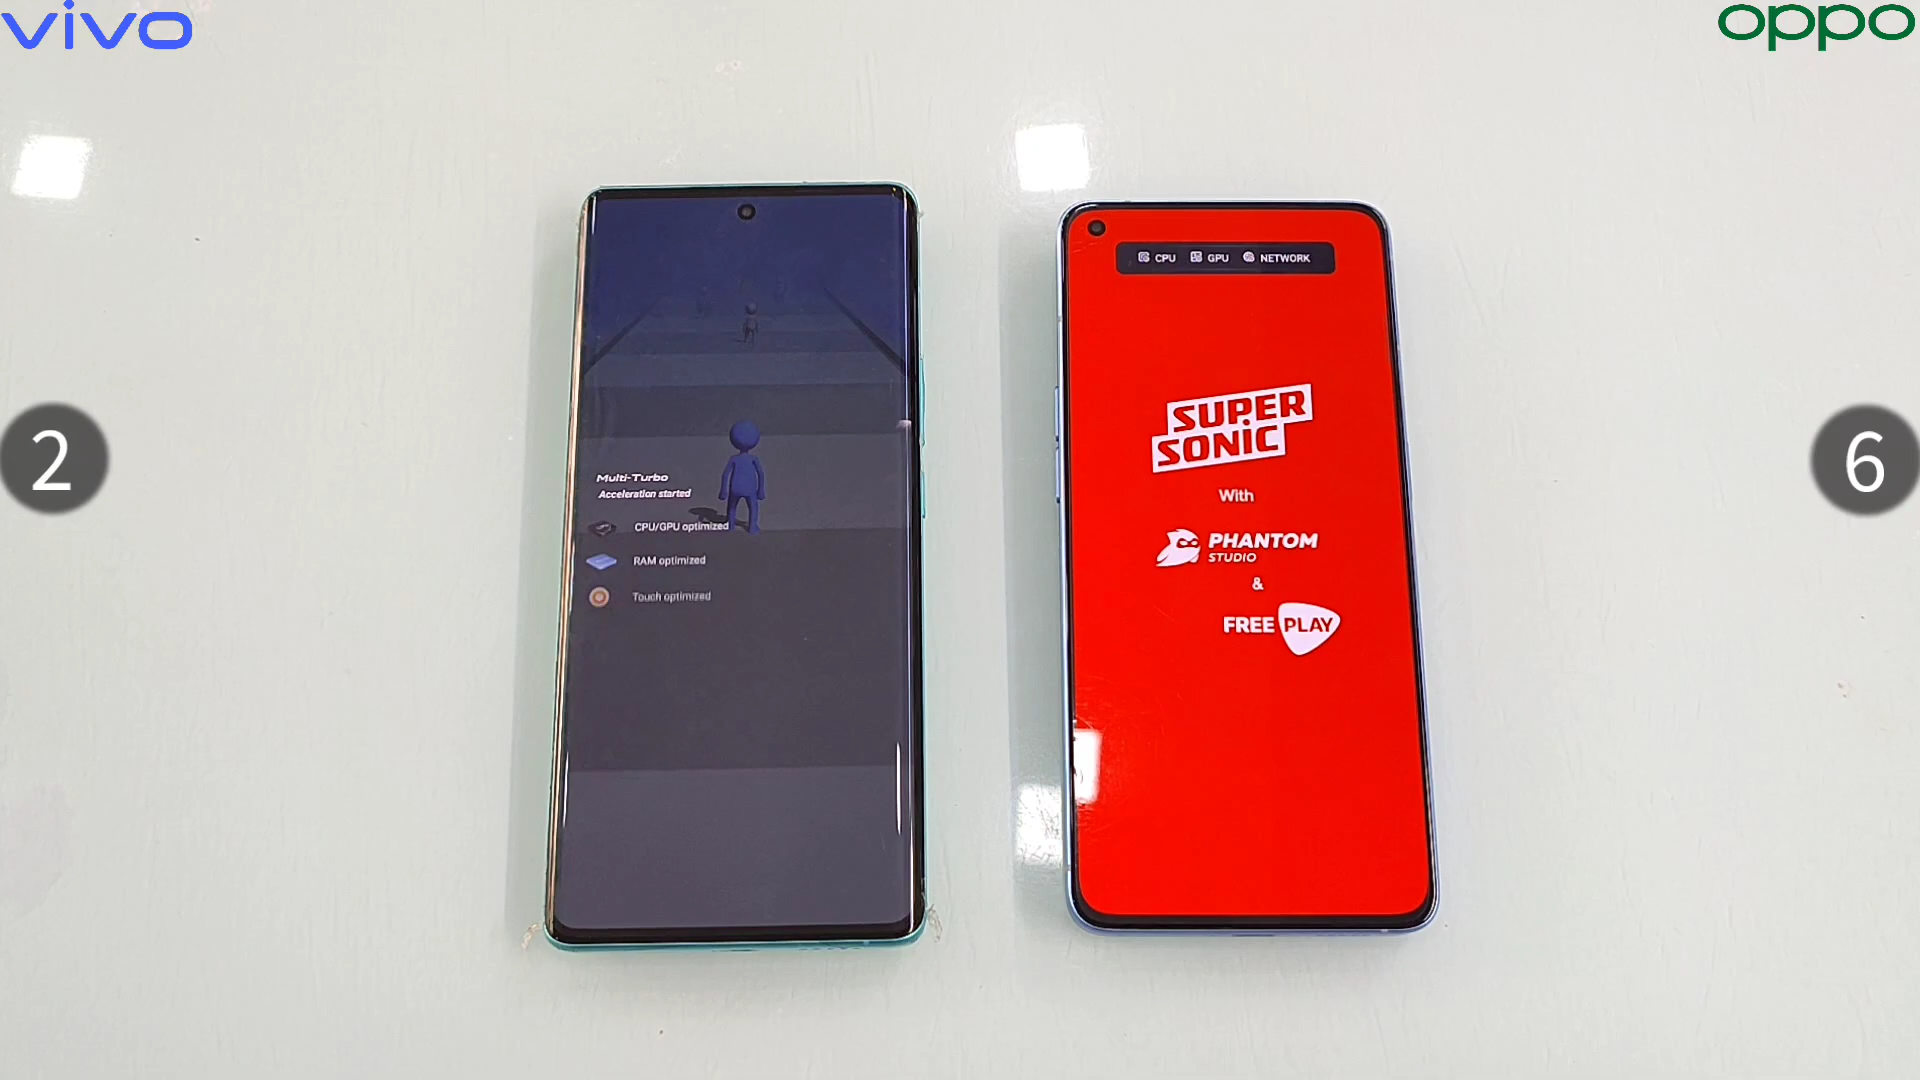 vivo
oppo
2
6
Multi-Turbo
Acceleration started
CPU/GPU optimized
RAM optimized
Touch optimized
CPU GPU NETWORK
SUPER
SONIC
With
PHANTOM
STUDIO
&
FREE PLAY